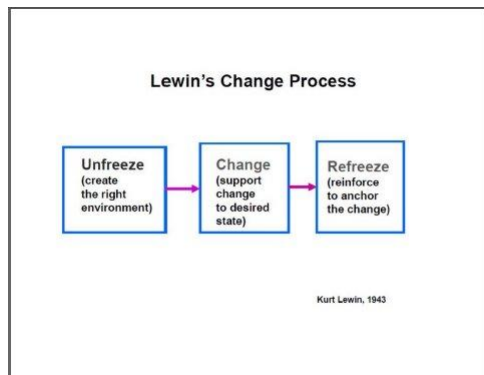 Lewin's Change Process
Unfreeze
(create
the right
environment)
Change
(support
change
to desired
state)
Refreeze
(reinforce
to anchor
the change)
Kurt Lewin, 1943